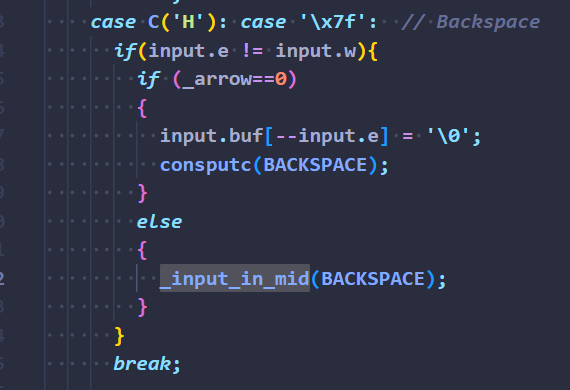 case C('H'): case '\x7f':  // Backspace
if(input.e != input.w){
if (_arrow==0)
{
input.buf[--input.e] = '\0';
consputc(BACKSPACE);
}
else
{
_input_in_mid(BACKSPACE);
}
}
break;